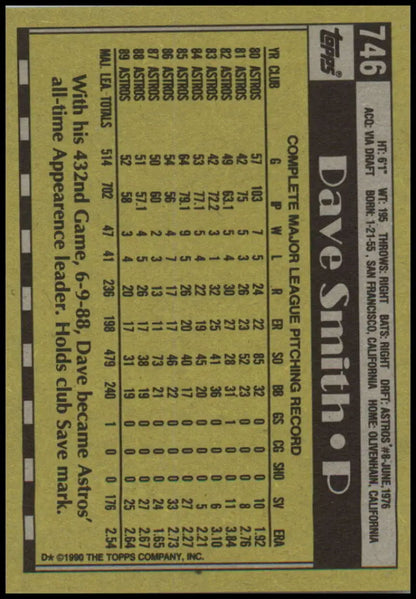 746
Topps
HT: 6'1" WT: 195 THROWS: RIGHT BATS: RIGHT DRFT: ASTROS #8-JUNE, 1976
ACQ: VIA DRAFT BORN: 1-21-55, SAN FRANCISCO, CALIFORNIA HOME: OLIVENHAIN, CALIFORNIA
Dave Smith • P
COMPLETE MAJOR LEAGUE PITCHING RECORD
YR CLUB G IP W L R ER SO BB GS CG SHO SV ERA
80 ASTROS 57 103 7 5 24 22 85 32 0 0 0 10 1.92
81 ASTROS 42 75 5 3 26 23 52 23 0 0 0 8 2.76
82 ASTROS 49 63.1 5 4 30 27 28 31 1 0 0 11 3.84
83 ASTROS 42 72.2 3 1 32 25 41 36 0 0 0 6 3.10
84 ASTROS 53 77.1 5 4 22 19 45 20 0 0 0 5 2.21
85 ASTROS 64 79.1 9 5 26 20 40 17 0 0 0 27 2.27
86 ASTROS 54 56 4 7 17 17 46 22 0 0 0 33 2.73
87 ASTROS 50 60 2 3 13 11 73 21 0 0 0 24 1.65
88 ASTROS 51 57.1 4 5 26 17 38 19 0 0 0 27 2.67
89 ASTROS 52 58 3 4 20 17 31 19 0 0 0 25 2.64
MAJ. LEA. TOTALS 514 702 47 41 236 198 479 240 1 0 0 176 2.54
D* ©1990 THE TOPPS COMPANY, INC.
With his 432nd Game, 6-9-88, Dave became Astros'
all-time Appearence leader. Holds club Save mark.